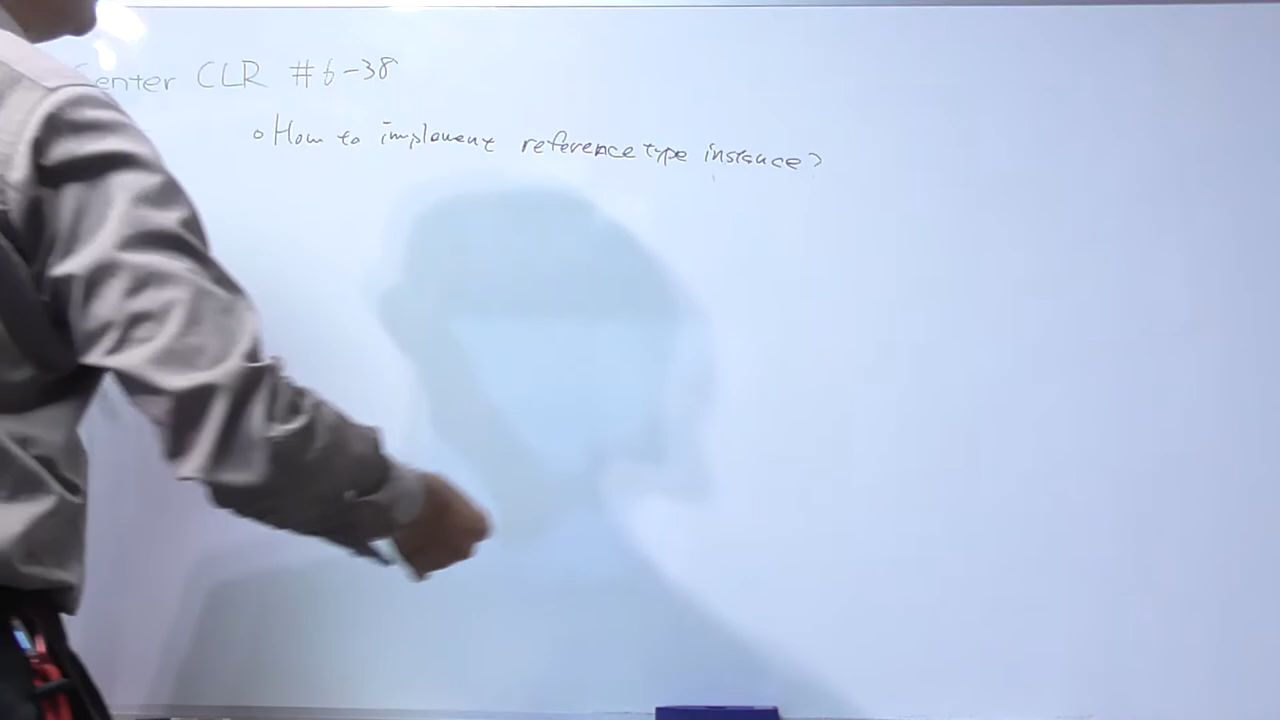 Center CLR #6-38
○ How to implement reference type instance?